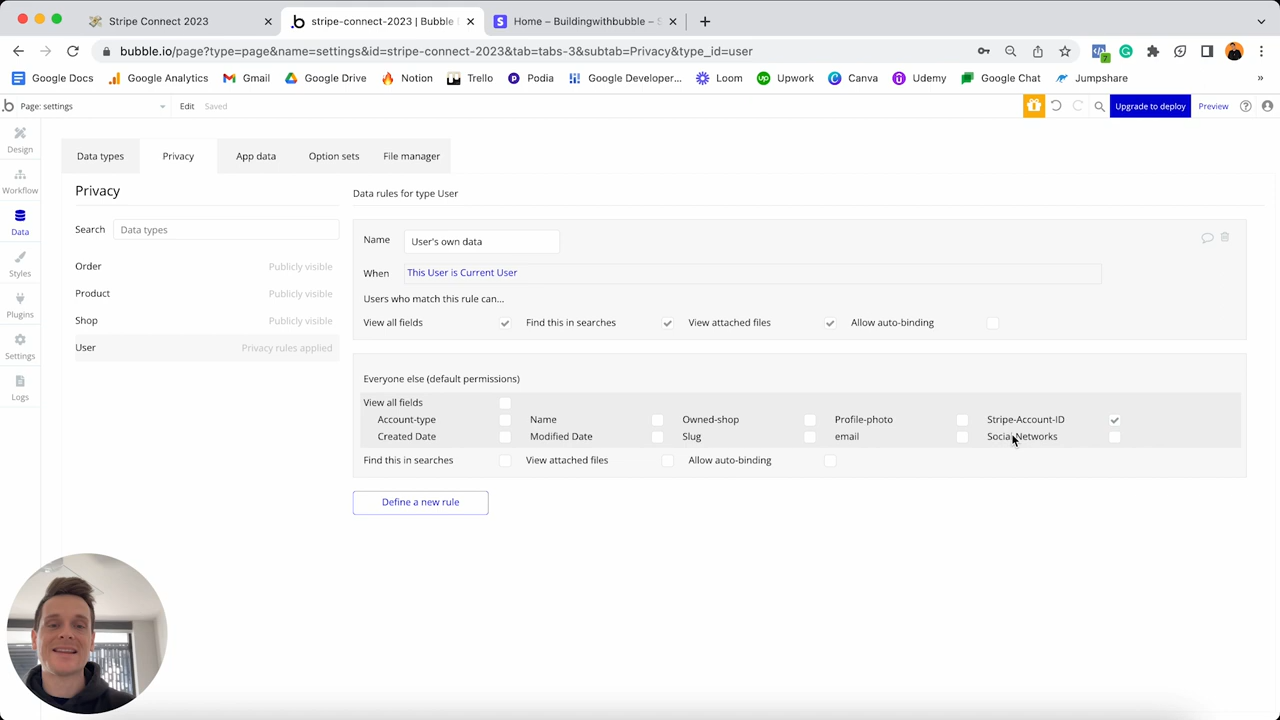 Stripe Connect 2023
stripe-connect-2023 | Bubble
Home – Buildingwithbubble – S
bubble.io/page?type=page&name=settings&id=stripe-connect-2023&tab=tabs-3&subtab=Privacy&type_id=user
7
Google Docs
Google Analytics
Gmail
Google Drive
Notion
Trello
Podia
Google Developer...
Loom
Upwork
Canva
Udemy
Google Chat
Jumpshare
»
Page: settings
Edit
Saved
Upgrade to deploy
Preview
Design
Workflow
Data
Styles
Plugins
Settings
Logs
Data types
Privacy
App data
Option sets
File manager
Privacy
Search
Data types
Order Publicly visible
Product Publicly visible
Shop Publicly visible
User Privacy rules applied
Data rules for type User
Name User's own data
When This User is Current User
Users who match this rule can...
View all fields Find this in searches View attached files Allow auto-binding
Everyone else (default permissions)
View all fields
Account-type Name Owned-shop Profile-photo Stripe-Account-ID
Created Date Modified Date Slug email Social Networks
Find this in searches View attached files Allow auto-binding
Define a new rule